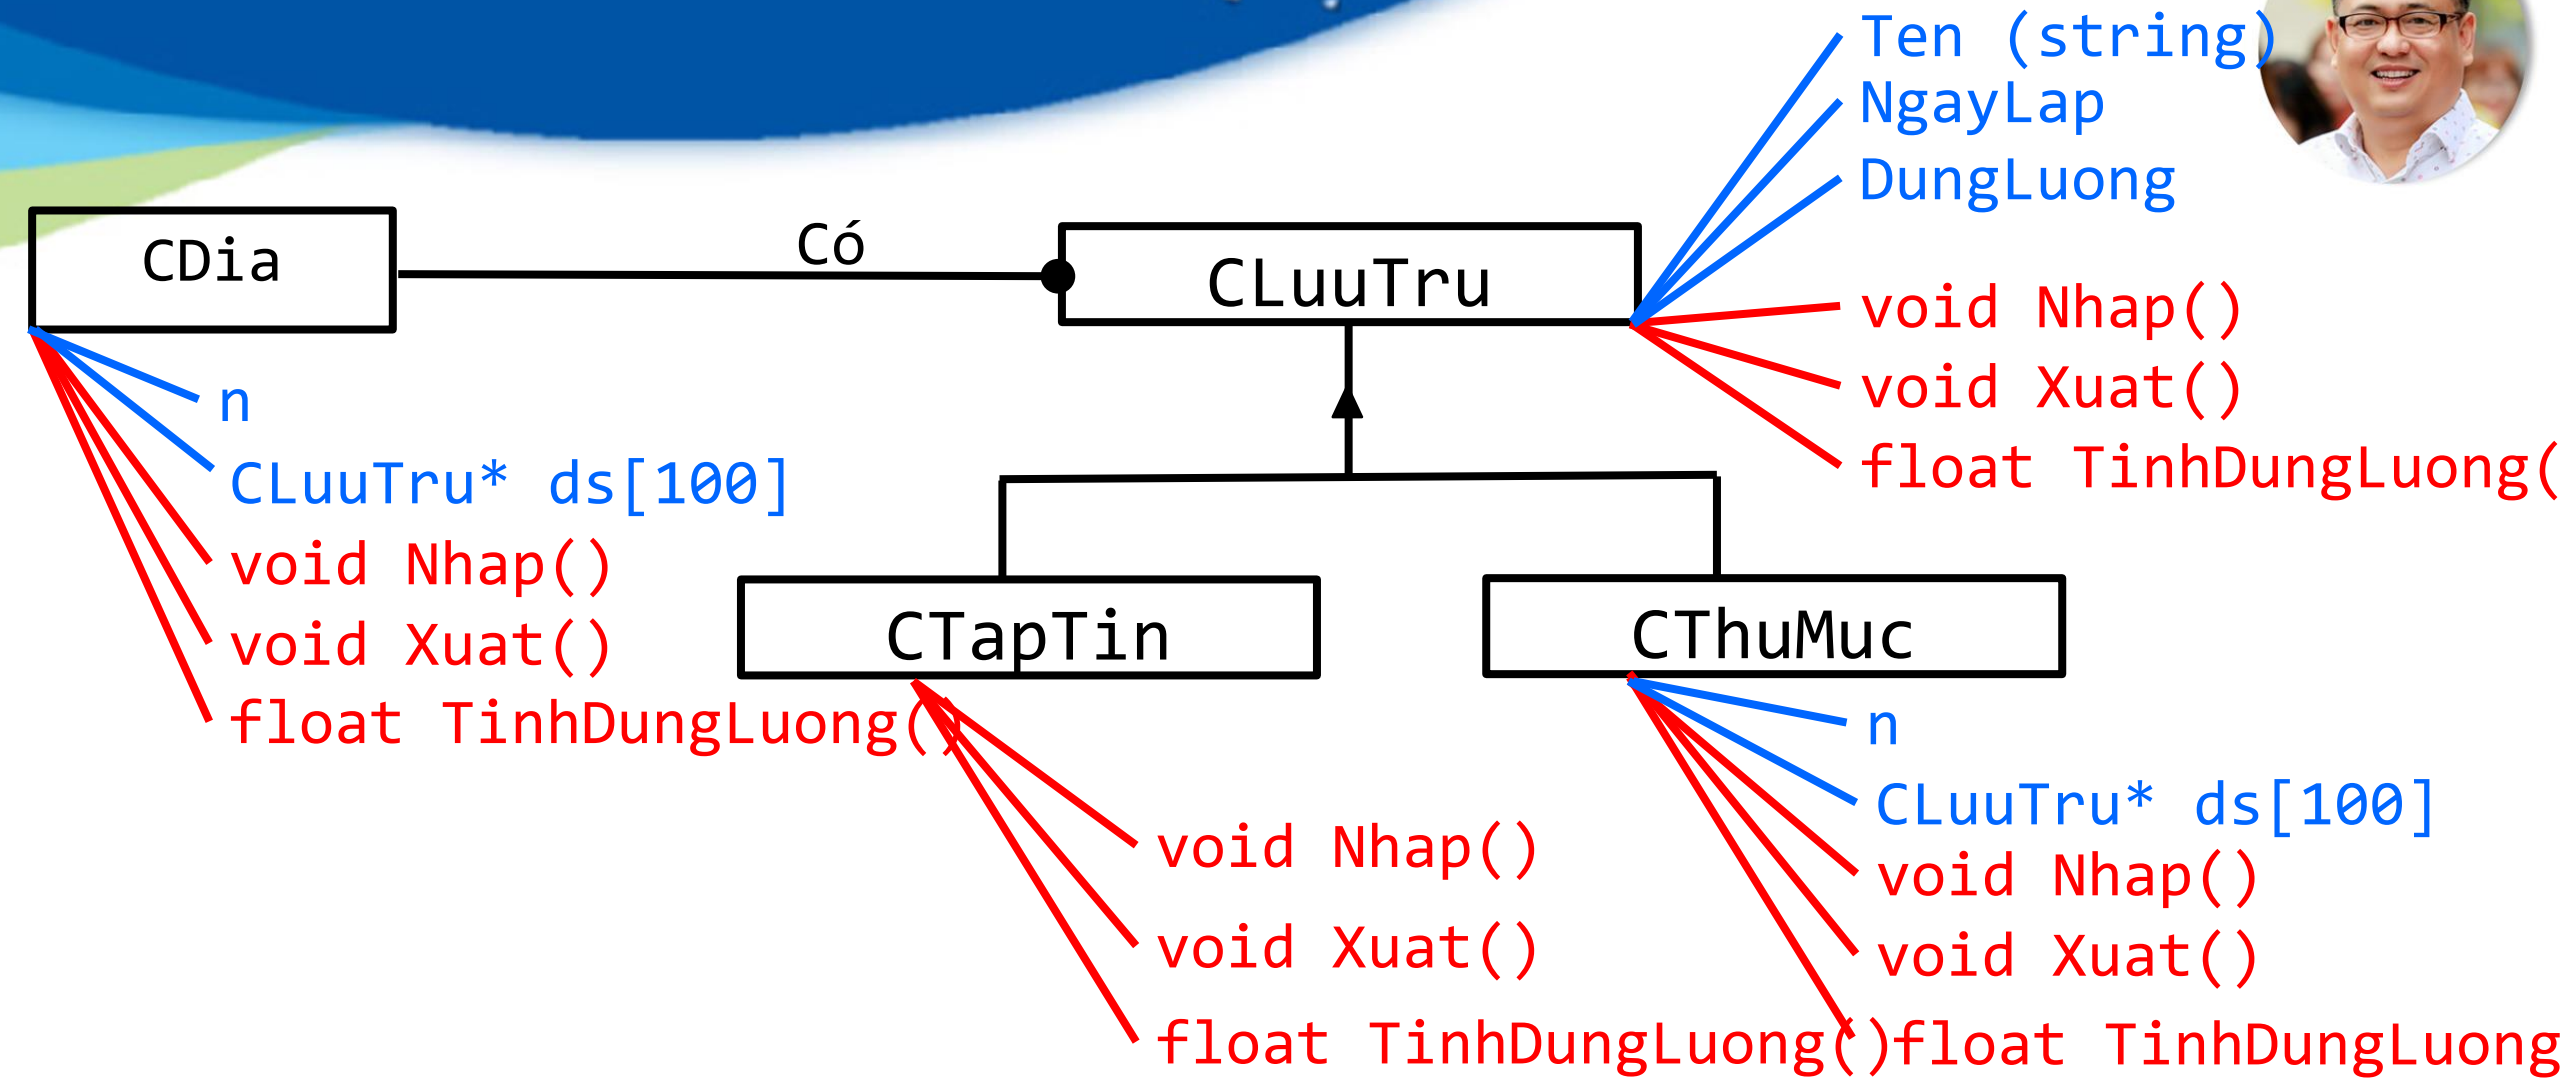 Ten (string)
NgayLap
DungLuong
void Nhap()
void Xuat()
float TinhDungLuong(
CDia
Có
CLuuTru
n
CLuuTru* ds[100]
void Nhap()
void Xuat()
float TinhDungLuong()
CTapTin
void Nhap()
void Xuat()
float TinhDungLuong()
CThuMuc
n
CLuuTru* ds[100]
void Nhap()
void Xuat()
float TinhDungLuong